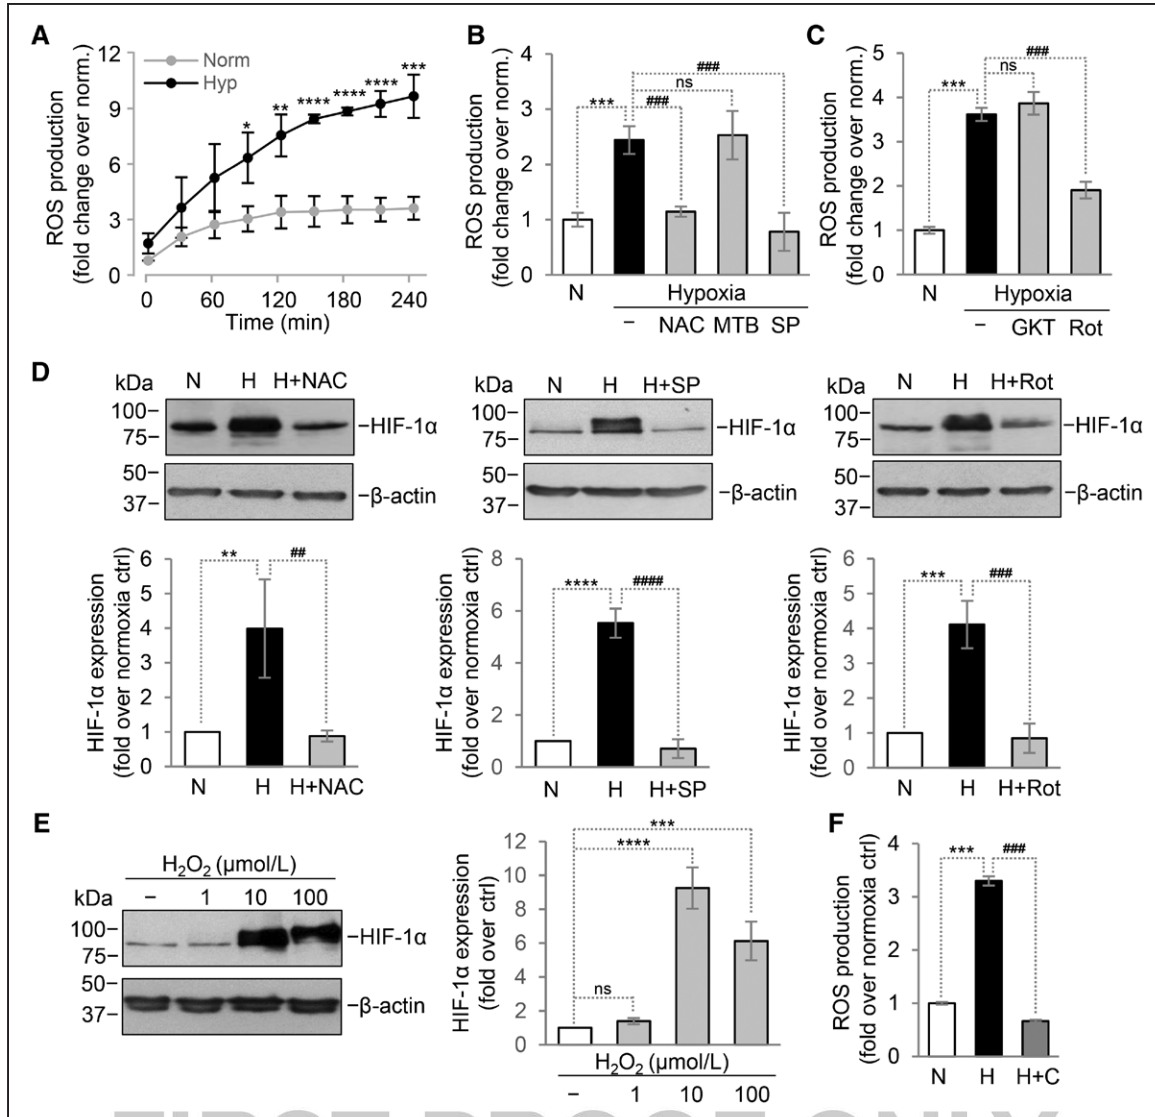 A
ROS production
(fold change over norm.)
12
9
6
3
0
Norm
Hyp
*
**
****
****
****
***
0 60 120 180 240
Time (min)
B
ROS production
(fold change over norm.)
4
3
2
1
0
###
ns
*** ###
N Hypoxia
– NAC MTB SP
C
ROS production
(fold change over norm.)
5
4
3
2
1
0
###
ns
***
N Hypoxia
– GKT Rot
D
kDa N H H+NAC
100–
75–
–HIF-1α
50–
37–
–β-actin
kDa N H H+SP
100–
75–
–HIF-1α
50–
37–
–β-actin
kDa N H H+Rot
100–
75–
–HIF-1α
50–
37–
–β-actin
HIF-1α expression
(fold over normoxia ctrl)
6
5
4
3
2
1
0
** ##
N H H+NAC
HIF-1α expression
(fold over normoxia ctrl)
8
6
4
2
0
**** ####
N H H+SP
HIF-1α expression
(fold over normoxia ctrl)
6
5
4
3
2
1
0
*** ###
N H H+Rot
E
H₂O₂ (μmol/L)
kDa – 1 10 100
100–
75–
–HIF-1α
50–
37–
–β-actin
HIF-1α expression
(fold over ctrl)
12
10
8
6
4
2
0
***
****
ns
H₂O₂ (μmol/L)
– 1 10 100
F
ROS production
(fold over normoxia ctrl)
4
3
2
1
0
*** ###
N H H+C
FIRST PROOF ONLY